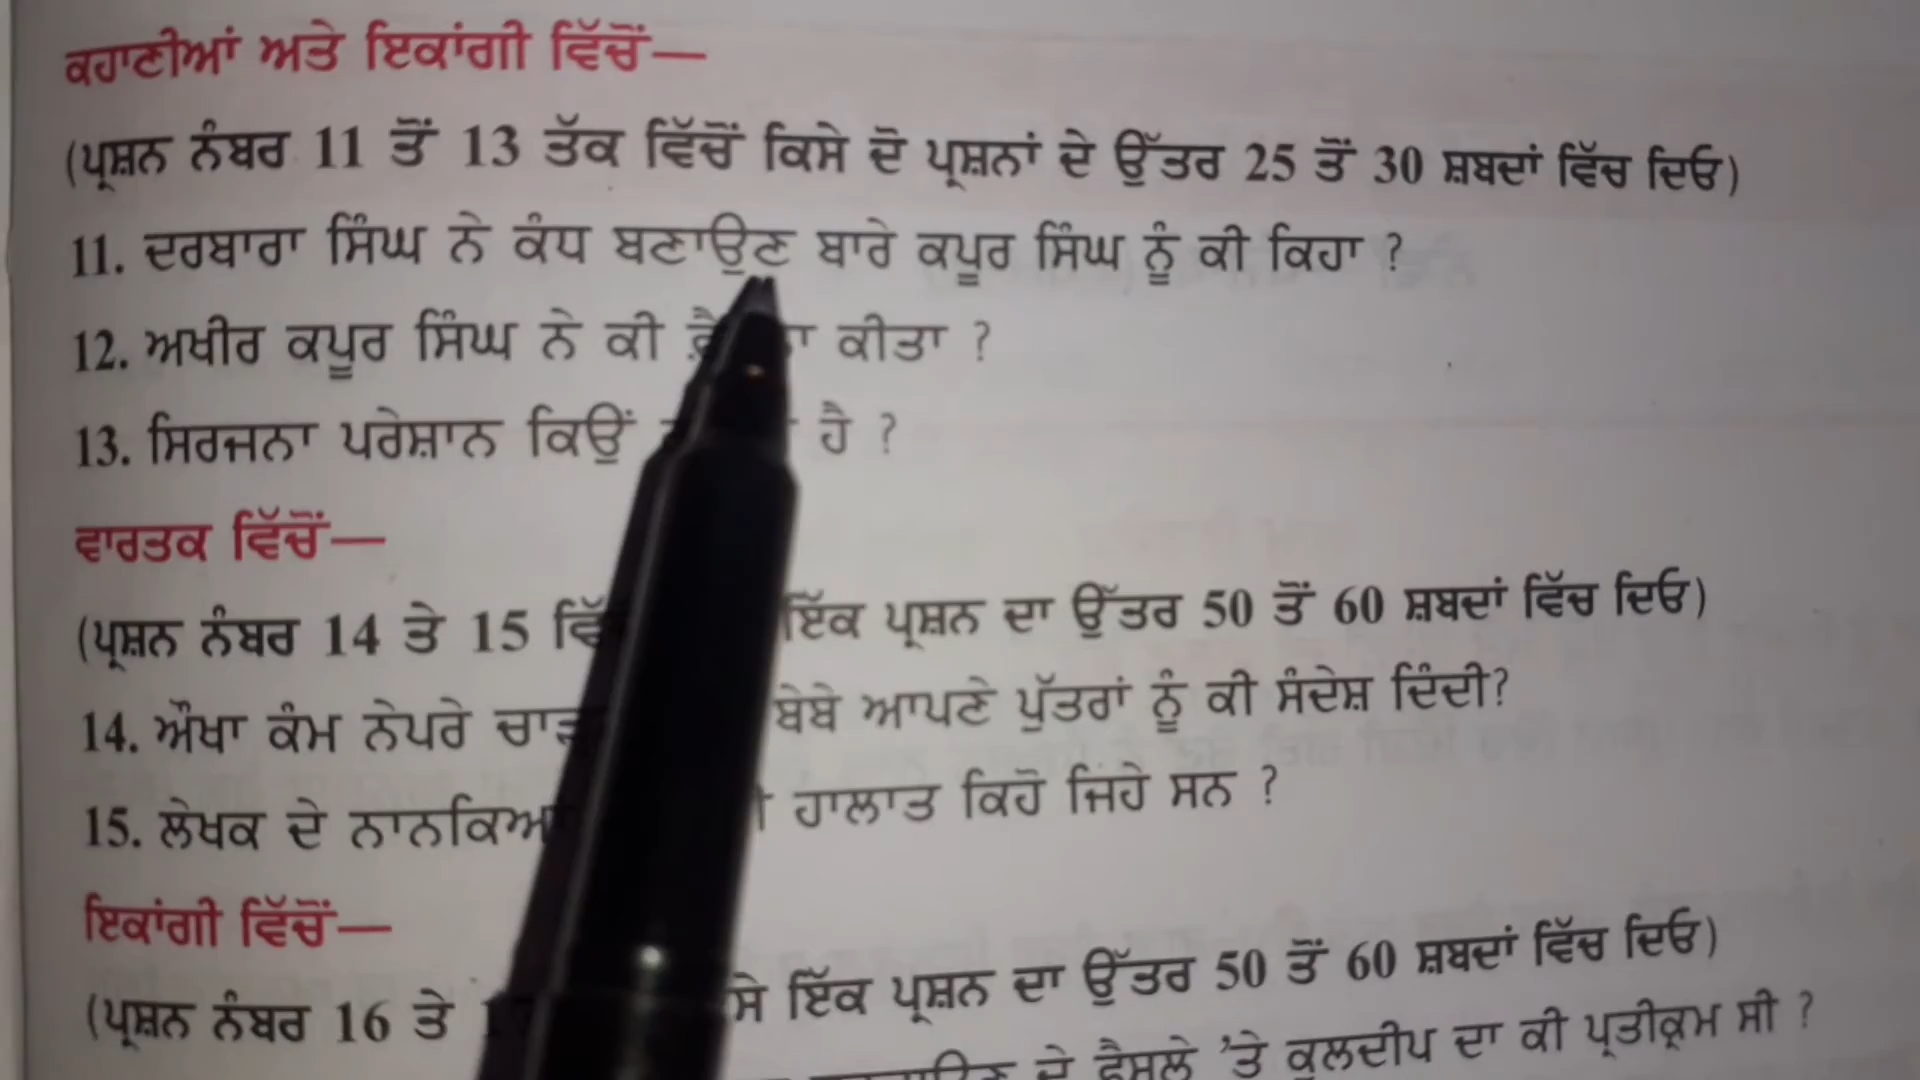 ਕਹਾਣੀਆਂ ਅਤੇ ਇਕਾਂਗੀ ਵਿੱਚੋਂ—
(ਪ੍ਰਸ਼ਨ ਨੰਬਰ 11 ਤੋਂ 13 ਤੱਕ ਵਿੱਚੋਂ ਕਿਸੇ ਦੋ ਪ੍ਰਸ਼ਨਾਂ ਦੇ ਉੱਤਰ 25 ਤੋਂ 30 ਸ਼ਬਦਾਂ ਵਿੱਚ ਦਿਓ)
11. ਦਰਬਾਰਾ ਸਿੰਘ ਨੇ ਕੰਧ ਬਣਾਉਣ ਬਾਰੇ ਕਪੂਰ ਸਿੰਘ ਨੂੰ ਕੀ ਕਿਹਾ ?
12. ਅਖੀਰ ਕਪੂਰ ਸਿੰਘ ਨੇ ਕੀ ਕੀਤਾ ?
13. ਸਿਰਜਨਾ ਪਰੇਸ਼ਾਨ ਕਿਉਂ ਹੈ ?
ਵਾਰਤਕ ਵਿੱਚੋਂ—
(ਪ੍ਰਸ਼ਨ ਨੰਬਰ 14 ਤੇ 15 ਇੱਕ ਪ੍ਰਸ਼ਨ ਦਾ ਉੱਤਰ 50 ਤੋਂ 60 ਸ਼ਬਦਾਂ ਵਿੱਚ ਦਿਓ)
14. ਔਖਾ ਕੰਮ ਨੇਪਰੇ ਬੇਬੇ ਆਪਣੇ ਪੁੱਤਰਾਂ ਨੂੰ ਕੀ ਸੰਦੇਸ਼ ਦਿੰਦੀ?
15. ਲੇਖਕ ਦੇ ਹਾਲਾਤ ਕਿਹੋ ਜਿਹੇ ਸਨ ?
ਇਕਾਂਗੀ ਵਿੱਚੋਂ—
(ਪ੍ਰਸ਼ਨ ਨੰਬਰ 16 ਤੇ ਇੱਕ ਪ੍ਰਸ਼ਨ ਦਾ ਉੱਤਰ 50 ਤੋਂ 60 ਸ਼ਬਦਾਂ ਵਿੱਚ ਦਿਓ)
ਦੇ ਫ਼ੈਸਲੇ 'ਤੇ ਕੁਲਦੀਪ ਦਾ ਕੀ ਪ੍ਰਤੀਕ੍ਰਮ ਸੀ ?